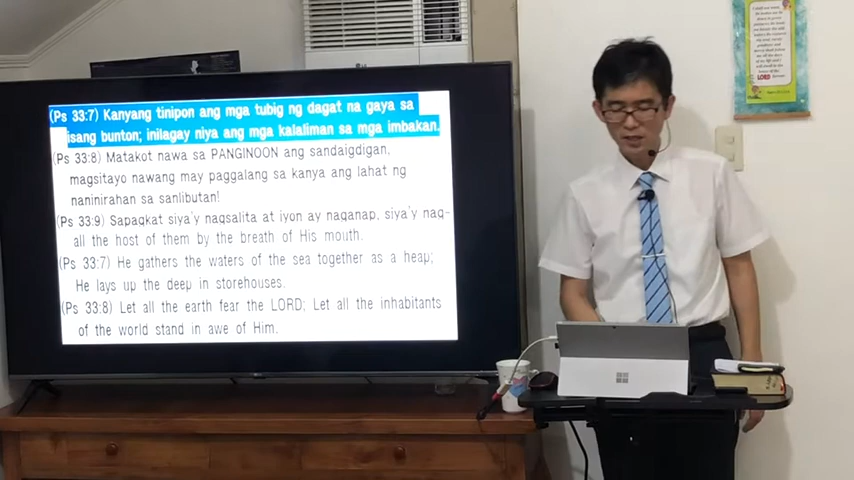 (Ps 33:7) Kanyang tinipon ang mga tubig ng dagat na gaya sa
isang bunton; inilagay niya ang mga kalaliman sa mga imbakan.
(Ps 33:8) Matakot nawa sa PANGINOON ang sandaigdigan,
magsitayo nawang may paggalang sa kanya ang lahat ng
naninirahan sa sanlibutan!
(Ps 33:9) Sapagkat siya'y nagsalita at iyon ay naganap, siya'y nag-
all the host of them by the breath of His mouth.
(Ps 33:7) He gathers the waters of the sea together as a heap;
He lays up the deep in storehouses.
(Ps 33:8) Let all the earth fear the LORD; Let all the inhabitants
of the world stand in awe of Him.
LORD